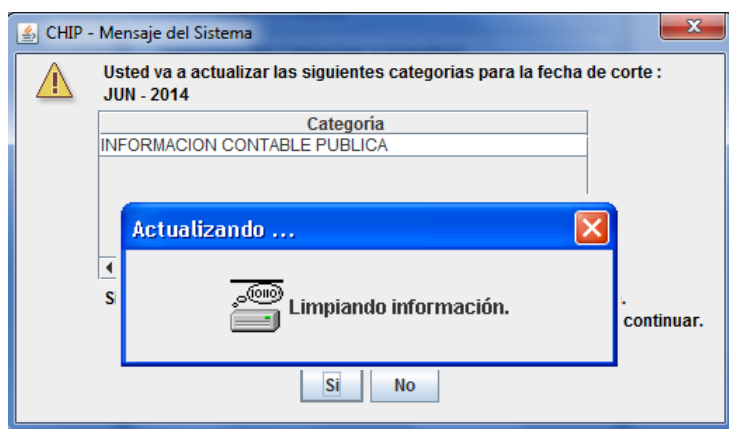 CHIP - Mensaje del Sistema
Usted va a actualizar las siguientes categorias para la fecha de corte :
JUN - 2014
Categoría
INFORMACION CONTABLE PUBLICA
Actualizando ...
Limpiando información.
continuar.
Si
No